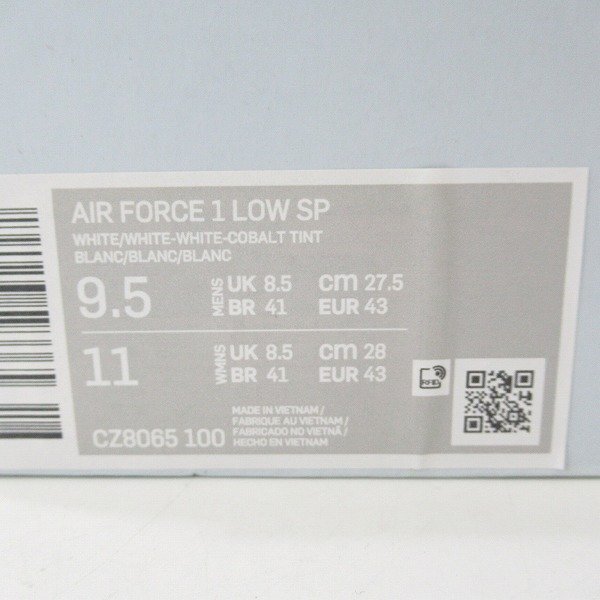 AIR FORCE 1 LOW SP
WHITE/WHITE-WHITE-COBALT TINT
BLANC/BLANC/BLANC
9.5 MENS UK 8.5 cm 27.5
BR 41 EUR 43
11 WMNS UK 8.5 cm 28
BR 41 EUR 43
RFID
CZ8065 100
MADE IN VIETNAM /
FABRIQUE AU VIETNAM /
FABRICADO NO VIETNÃ /
HECHO EN VIETNAM